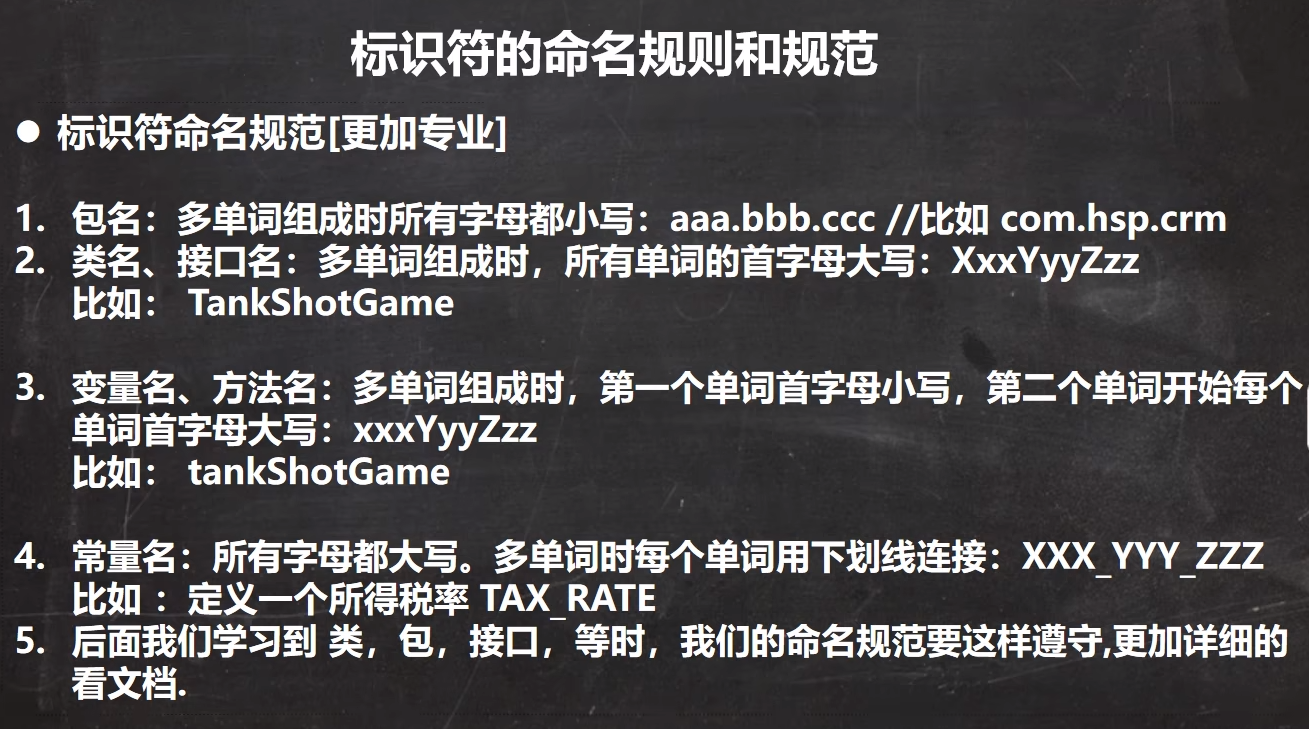 标识符的命名规则和规范
● 标识符命名规范[更加专业]
1. 包名：多单词组成时所有字母都小写：aaa.bbb.ccc //比如 com.hsp.crm
2. 类名、接口名：多单词组成时，所有单词的首字母大写：XxxYyyZzz
比如： TankShotGame
3. 变量名、方法名：多单词组成时，第一个单词首字母小写，第二个单词开始每个
单词首字母大写：xxxYyyZzz
比如： tankShotGame
4. 常量名：所有字母都大写。多单词时每个单词用下划线连接：XXX_YYY_ZZZ
比如 ：定义一个所得税率 TAX_RATE
5. 后面我们学习到 类，包，接口，等时，我们的命名规范要这样遵守,更加详细的
看文档.